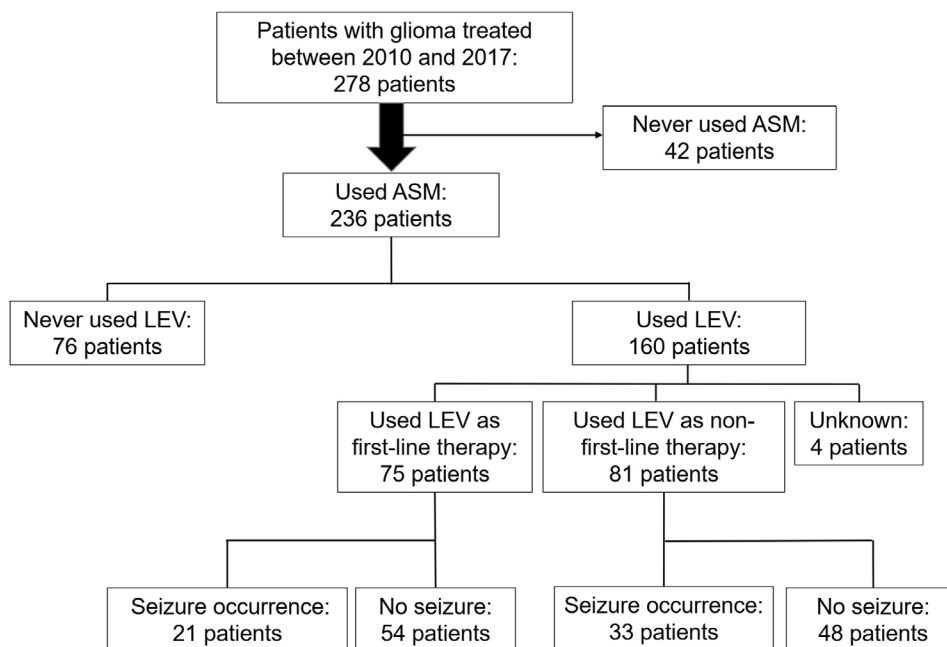 Patients with glioma treated
between 2010 and 2017:
278 patients
Never used ASM:
42 patients
Used ASM:
236 patients
Never used LEV:
76 patients
Used LEV:
160 patients
Used LEV as
first-line therapy:
75 patients
Used LEV as non-
first-line therapy:
81 patients
Unknown:
4 patients
Seizure occurrence:
21 patients
No seizure:
54 patients
Seizure occurrence:
33 patients
No seizure:
48 patients